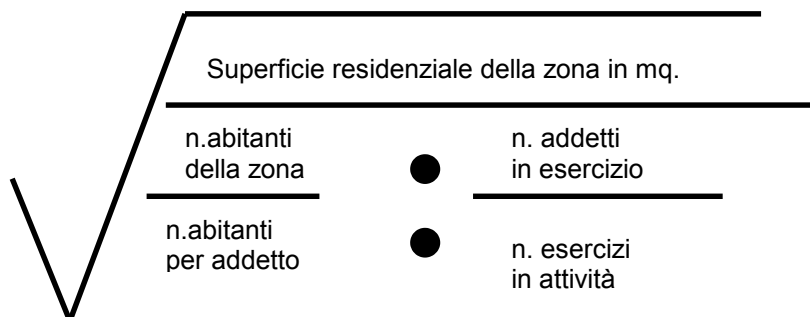 Superficie residenziale della zona in mq.
n.abitanti
della zona
n. addetti
in esercizio
n.abitanti
per addetto
n. esercizi
in attività